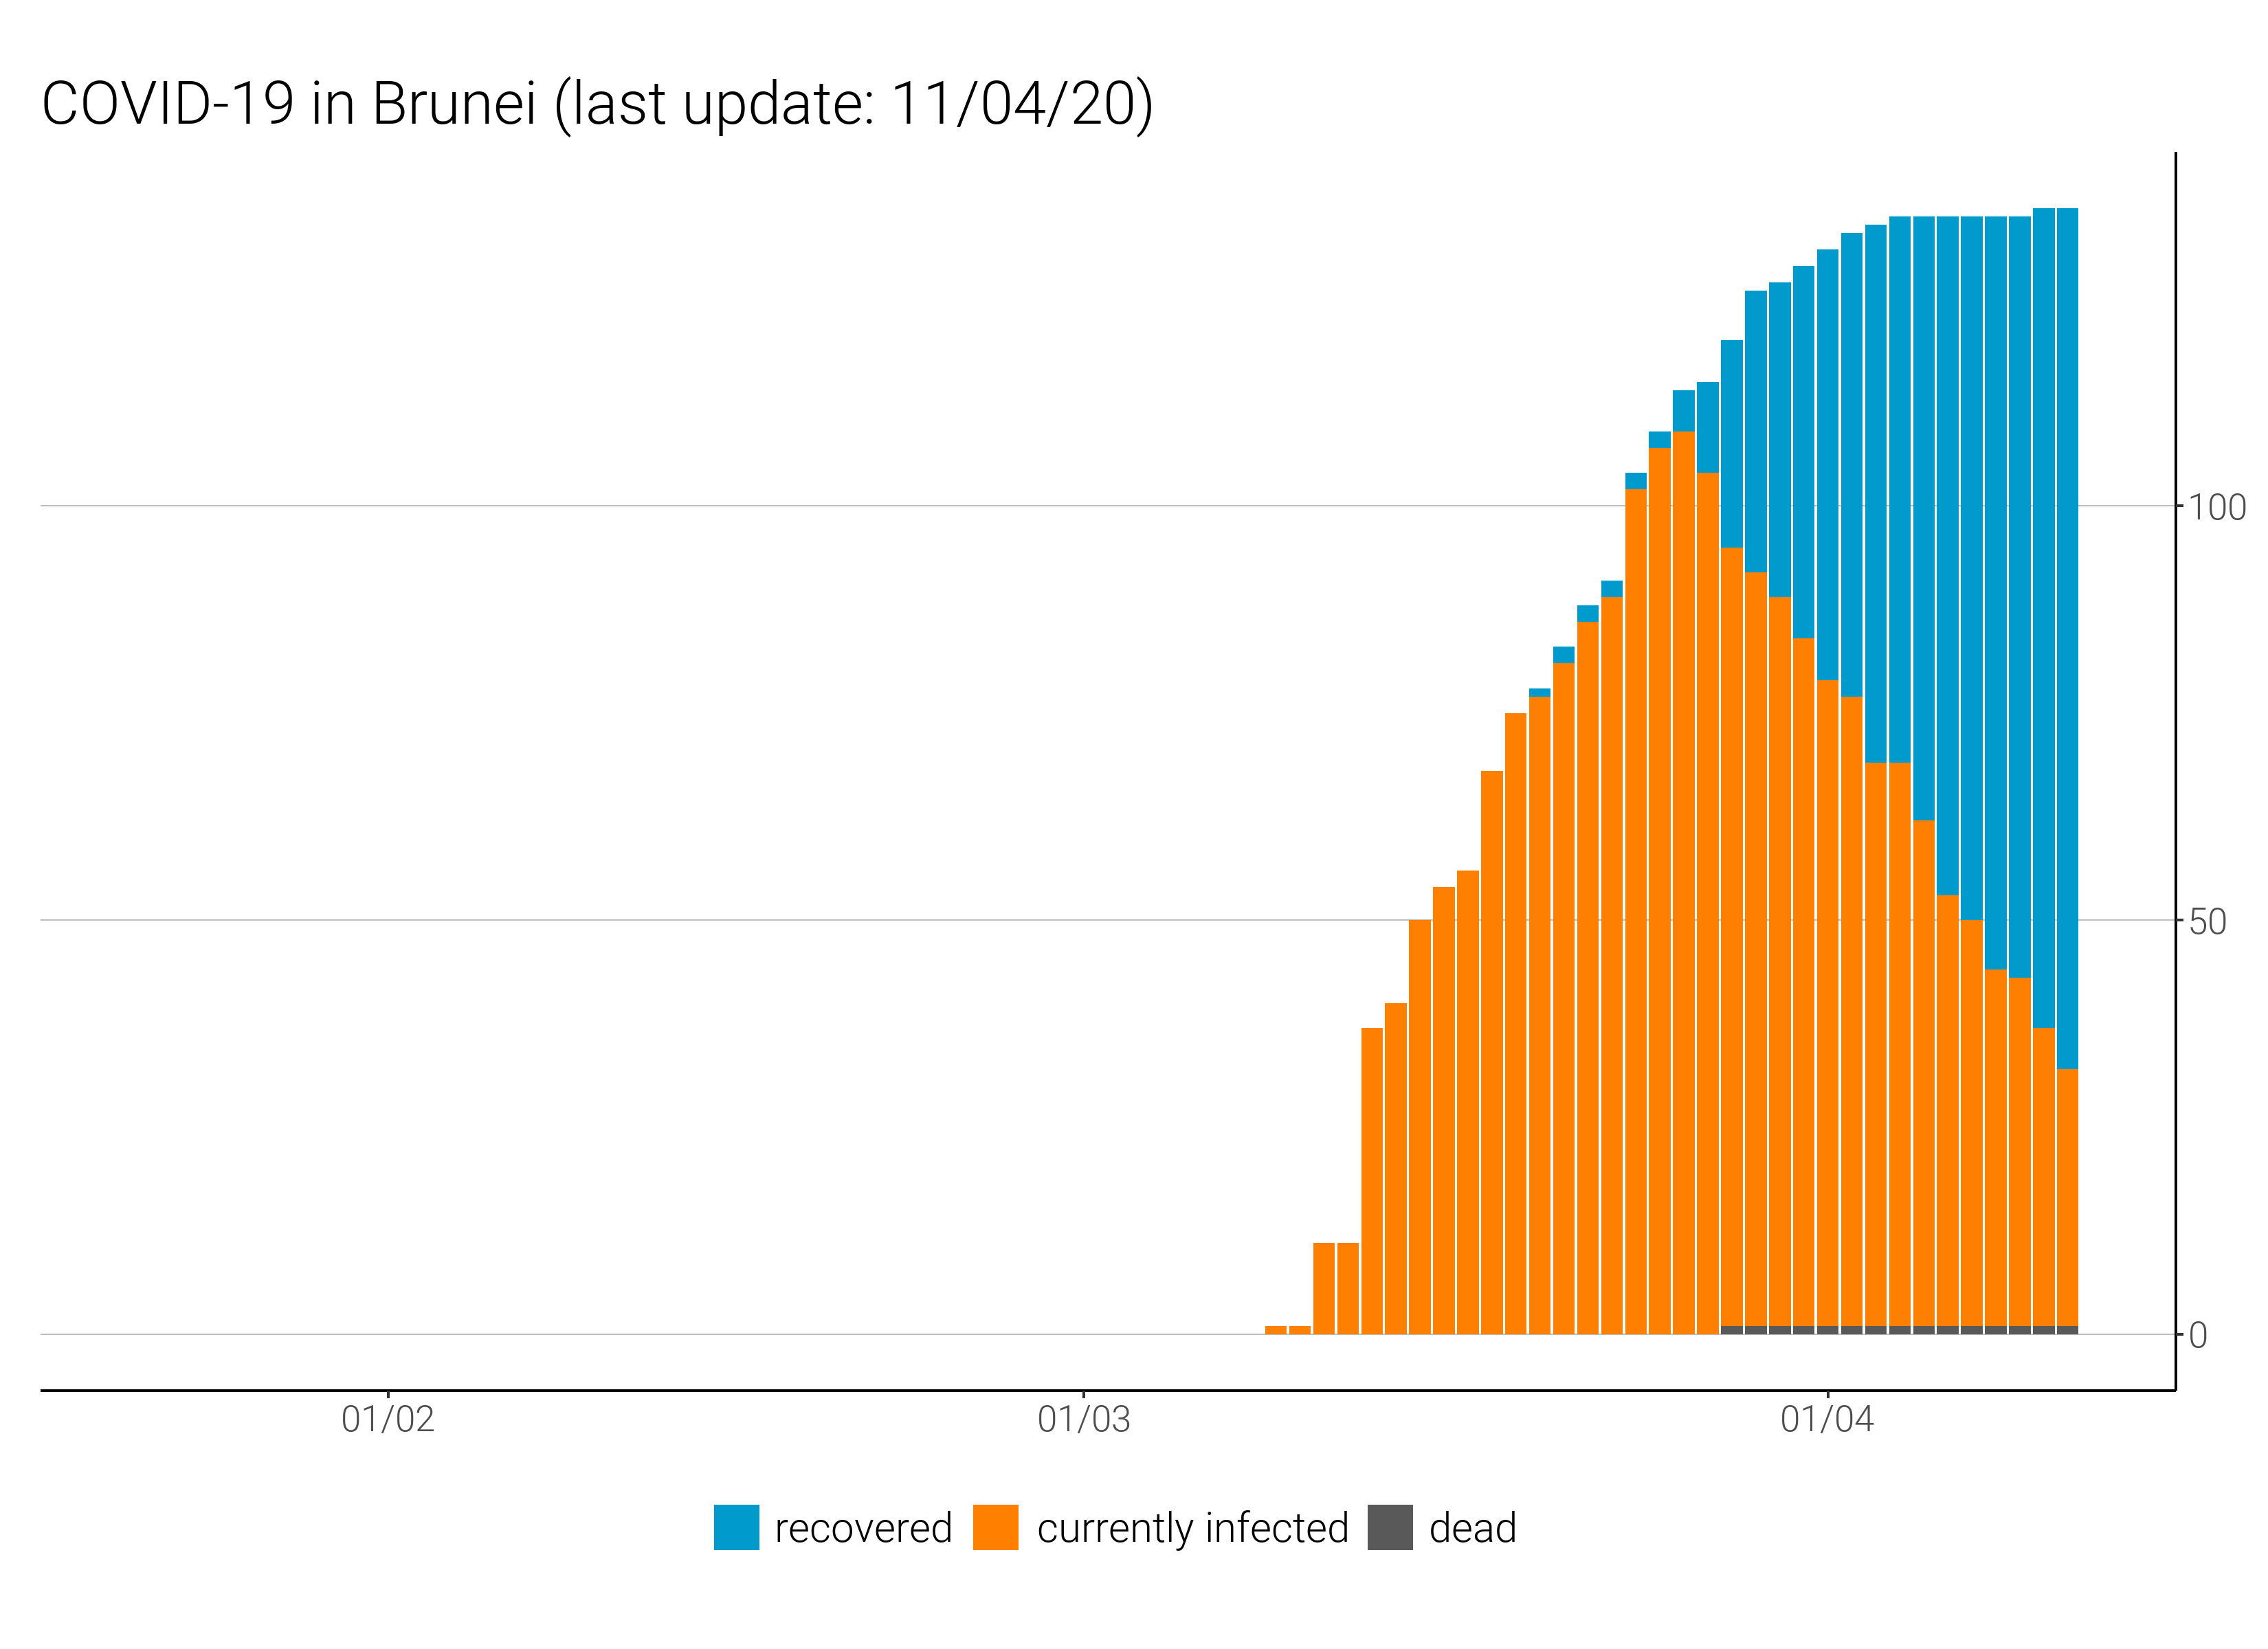 COVID-19 in Brunei (last update: 11/04/20)
100
50
0
01/02 01/03 01/04
recovered currently infected dead